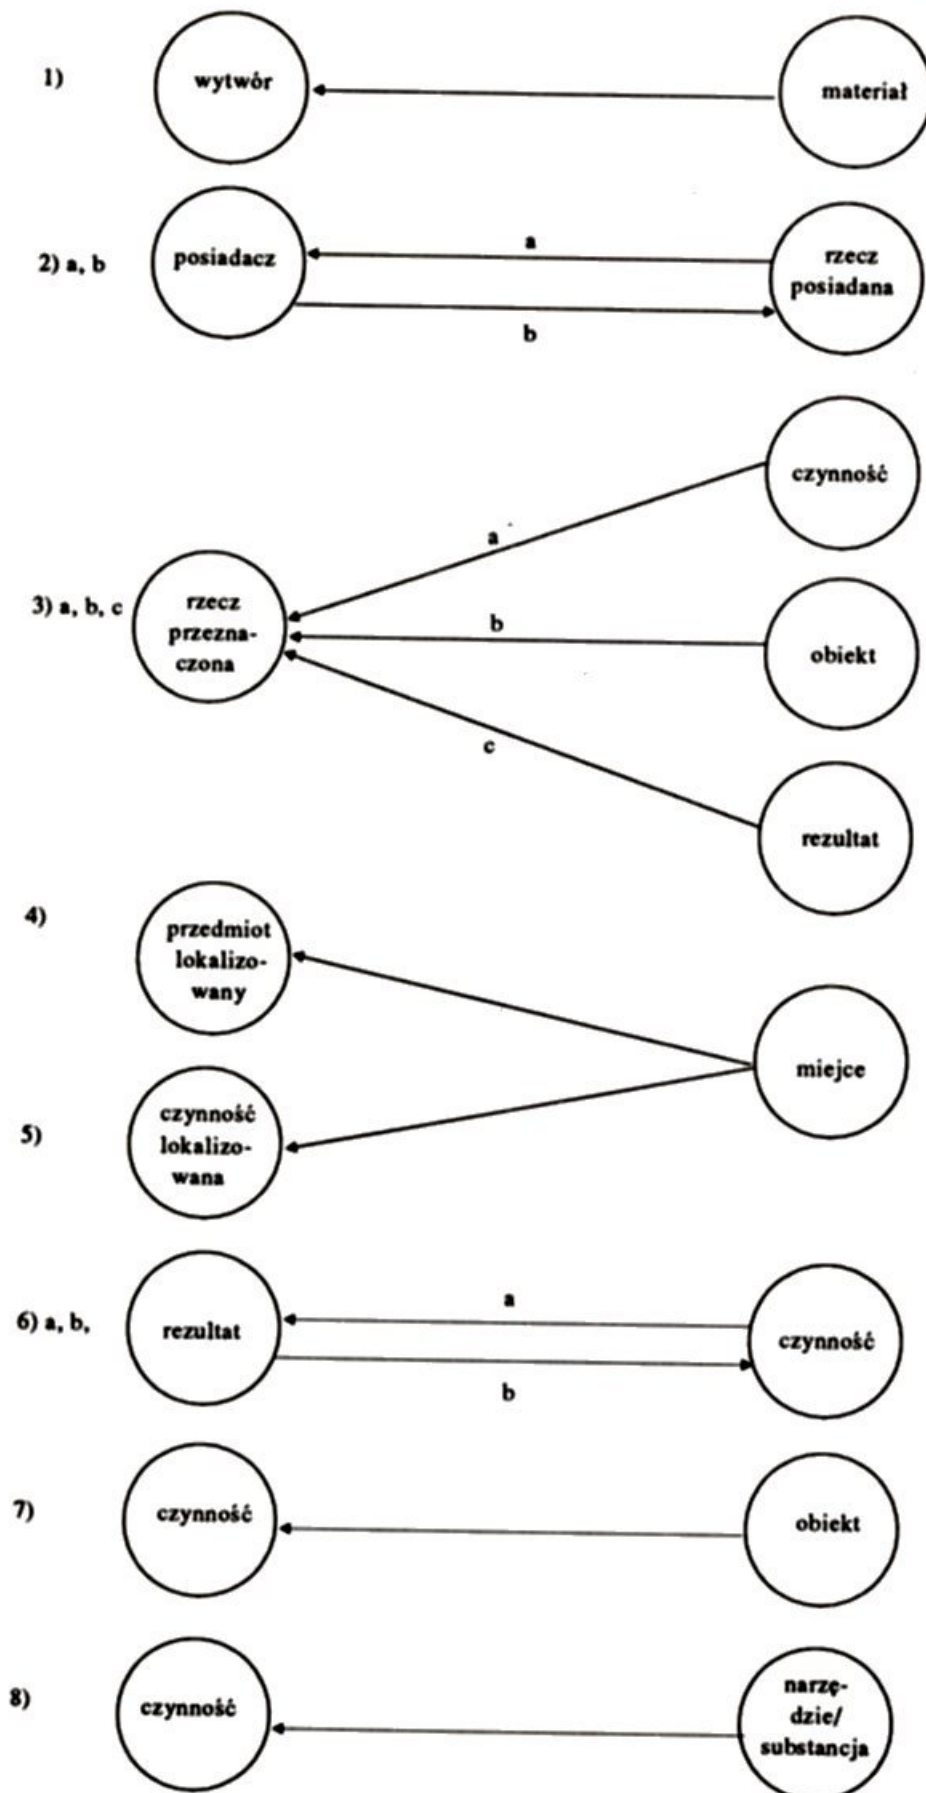 1)
wytwór
materiał
2) a, b
posiadacz
a
b
rzecz
posiadana
3) a, b, c
rzecz
przezna-
czona
a
b
c
czynność
obiekt
rezultat
4)
przedmiot
lokalizo-
wany
miejce
5)
czynność
lokalizo-
wana
6) a, b,
rezultat
a
b
czynność
7)
czynność
obiekt
8)
czynność
narzę-
dzie/
substancja